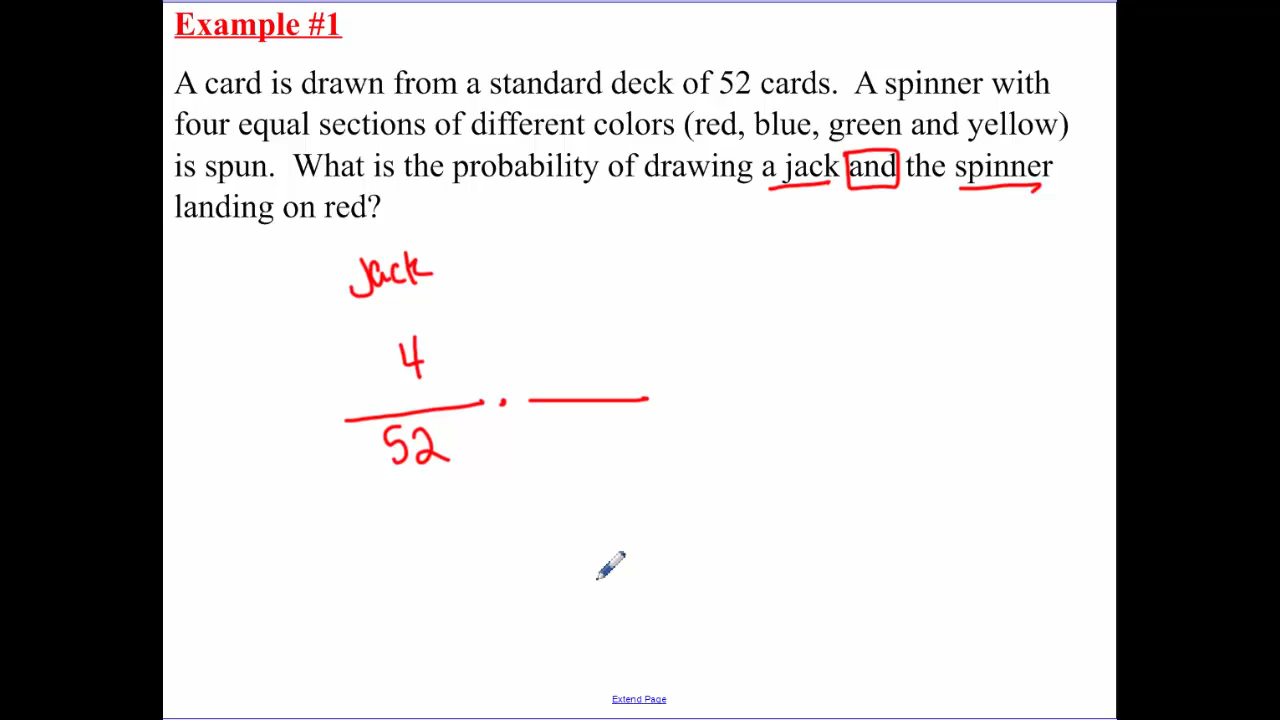 Example #1
A card is drawn from a standard deck of 52 cards.  A spinner with
four equal sections of different colors (red, blue, green and yellow)
is spun.  What is the probability of drawing a jack and the spinner
landing on red?
Jack
4
.
52
Extend Page